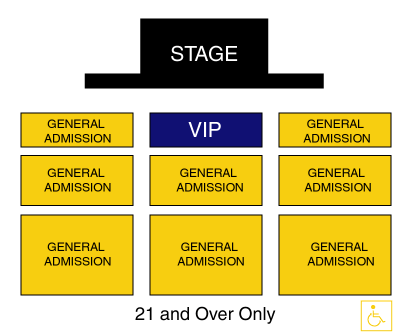 STAGE
GENERAL
ADMISSION
VIP
GENERAL
ADMISSION
GENERAL
ADMISSION
GENERAL
ADMISSION
GENERAL
ADMISSION
GENERAL
ADMISSION
GENERAL
ADMISSION
GENERAL
ADMISSION
21 and Over Only